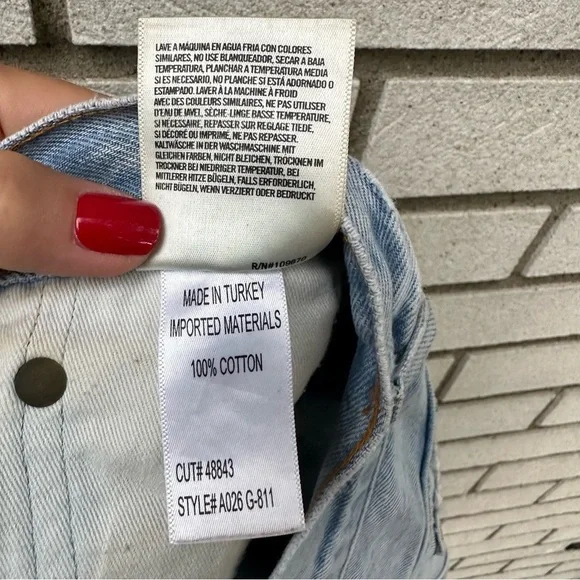 LAVE A MÁQUINA EN AGUA FRIA CON COLORES
SIMILARES, NO USE BLANQUEADOR, SECAR A BAJA
TEMPERATURA, PLANCHAR A TEMPERATURA MEDIA
SI ES NECESARIO, NO PLANCHE SI ESTÁ ADORNADO O
ESTAMPADO. LAVER À LA MACHINE À FROID
AVEC DES COULEURS SIMILAIRES, NE PAS UTILISER
D'EAU DE JAVEL, SÈCHE-LINGE BASSE TEMPERATURE,
SI NÉCESSAIRE, REPASSER SUR REGLAGE TIEDE,
SI DÉCORÉ OU IMPRIMÉ, NE PAS REPASSER.
KALTWÄSCHE IN DER WASCHMASCHINE MIT
GLEICHEN FARBEN, NICHT BLEICHEN, TROCKNEN IM
TROCKNER BEI NIEDRIGER TEMPERATUR, BEI
MITTLERER HITZE BÜGELN, FALLS ERFORDERLICH,
NICHT BÜGELN, WENN VERZIERT ODER BEDRUCKT
MADE IN TURKEY
IMPORTED MATERIALS
100% COTTON
CUT# 48843
STYLE# A026 G-811